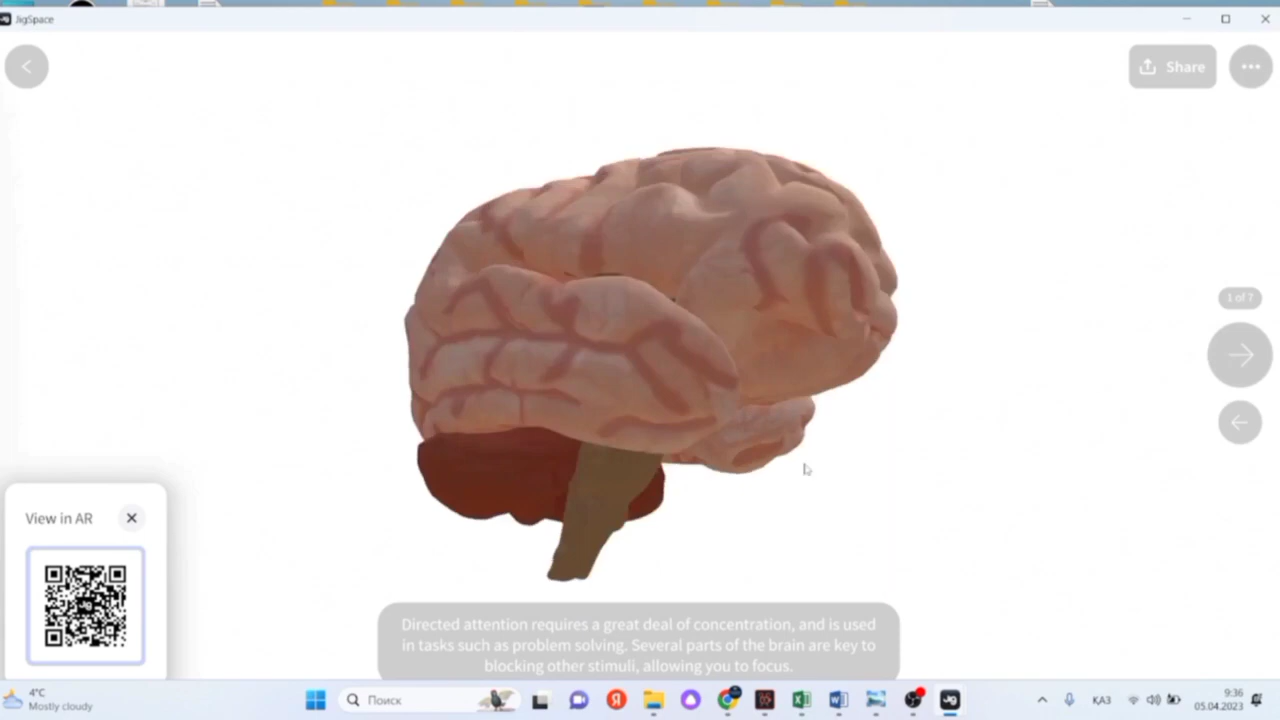 JigSpace
Share
1 of 7
View in AR
Directed attention requires a great deal of concentration, and is used
in tasks such as problem solving. Several parts of the brain are key to
blocking other stimuli, allowing you to focus.
4°C
Mostly cloudy
Поиск
ҚАЗ
9:36
05.04.2023